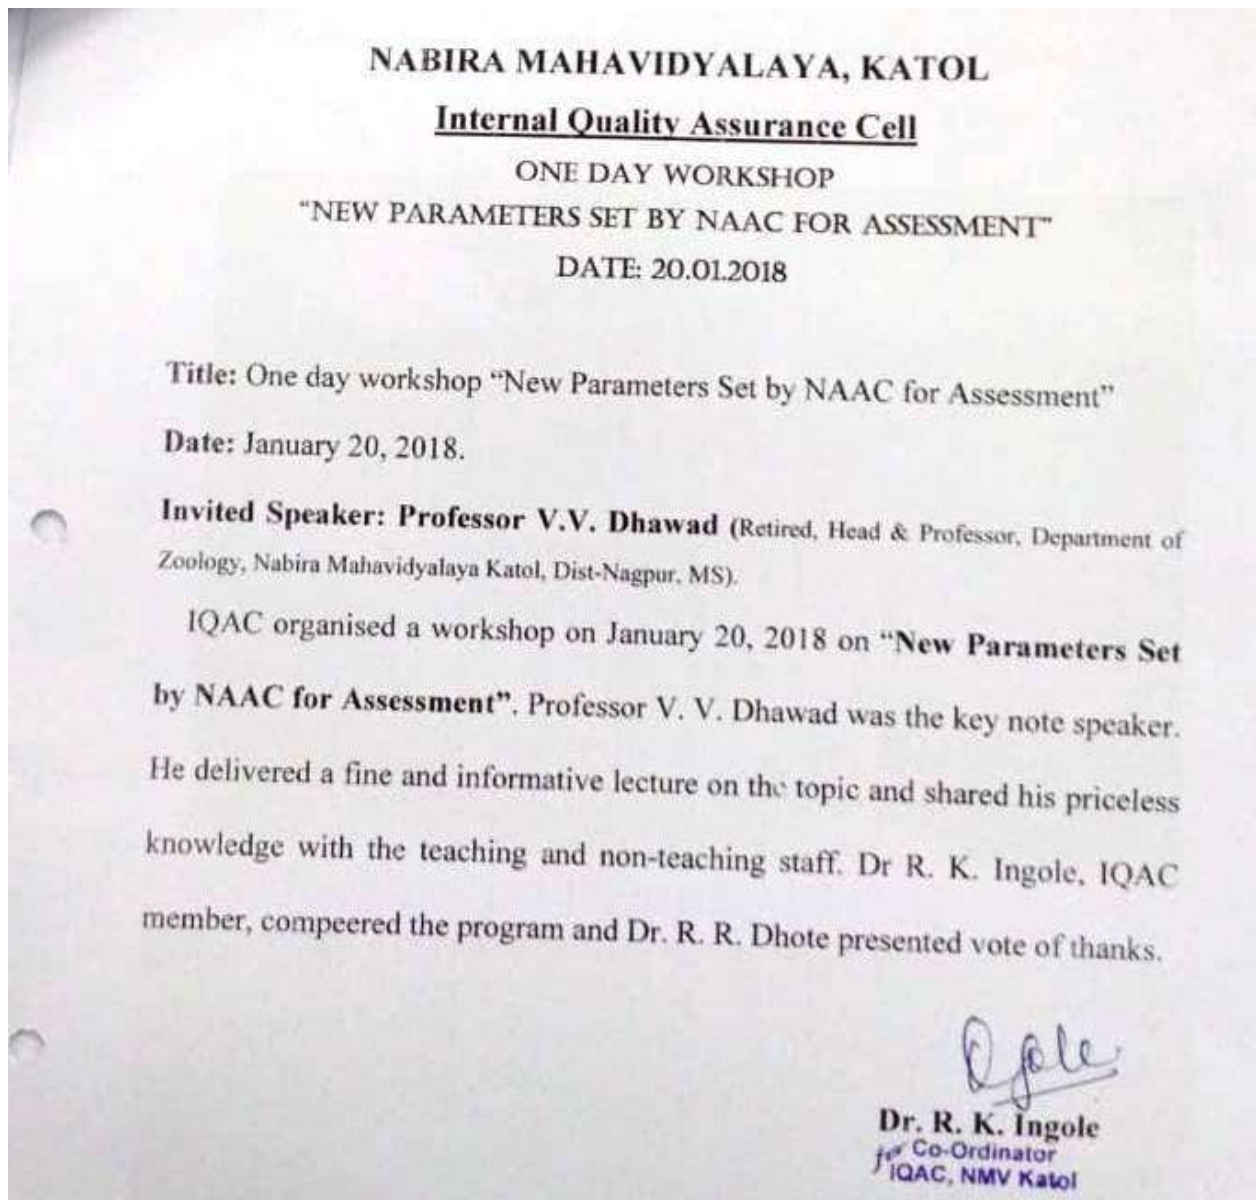 NABIRA MAHAVIDYALAYA, KATOL
Internal Quality Assurance Cell
ONE DAY WORKSHOP
"NEW PARAMETERS SET BY NAAC FOR ASSESSMENT"
DATE: 20.01.2018
Title: One day workshop “New Parameters Set by NAAC for Assessment”
Date: January 20, 2018.
Invited Speaker: Professor V.V. Dhawad (Retired, Head & Professor, Department of
Zoology, Nabira Mahavidyalaya Katol, Dist-Nagpur, MS).
IQAC organised a workshop on January 20, 2018 on “New Parameters Set
by NAAC for Assessment”. Professor V. V. Dhawad was the key note speaker.
He delivered a fine and informative lecture on the topic and shared his priceless
knowledge with the teaching and non-teaching staff. Dr R. K. Ingole, IQAC
member, compeered the program and Dr. R. R. Dhote presented vote of thanks.
Dr. R. K. Ingole
for Co-Ordinator
IQAC, NMV Katol